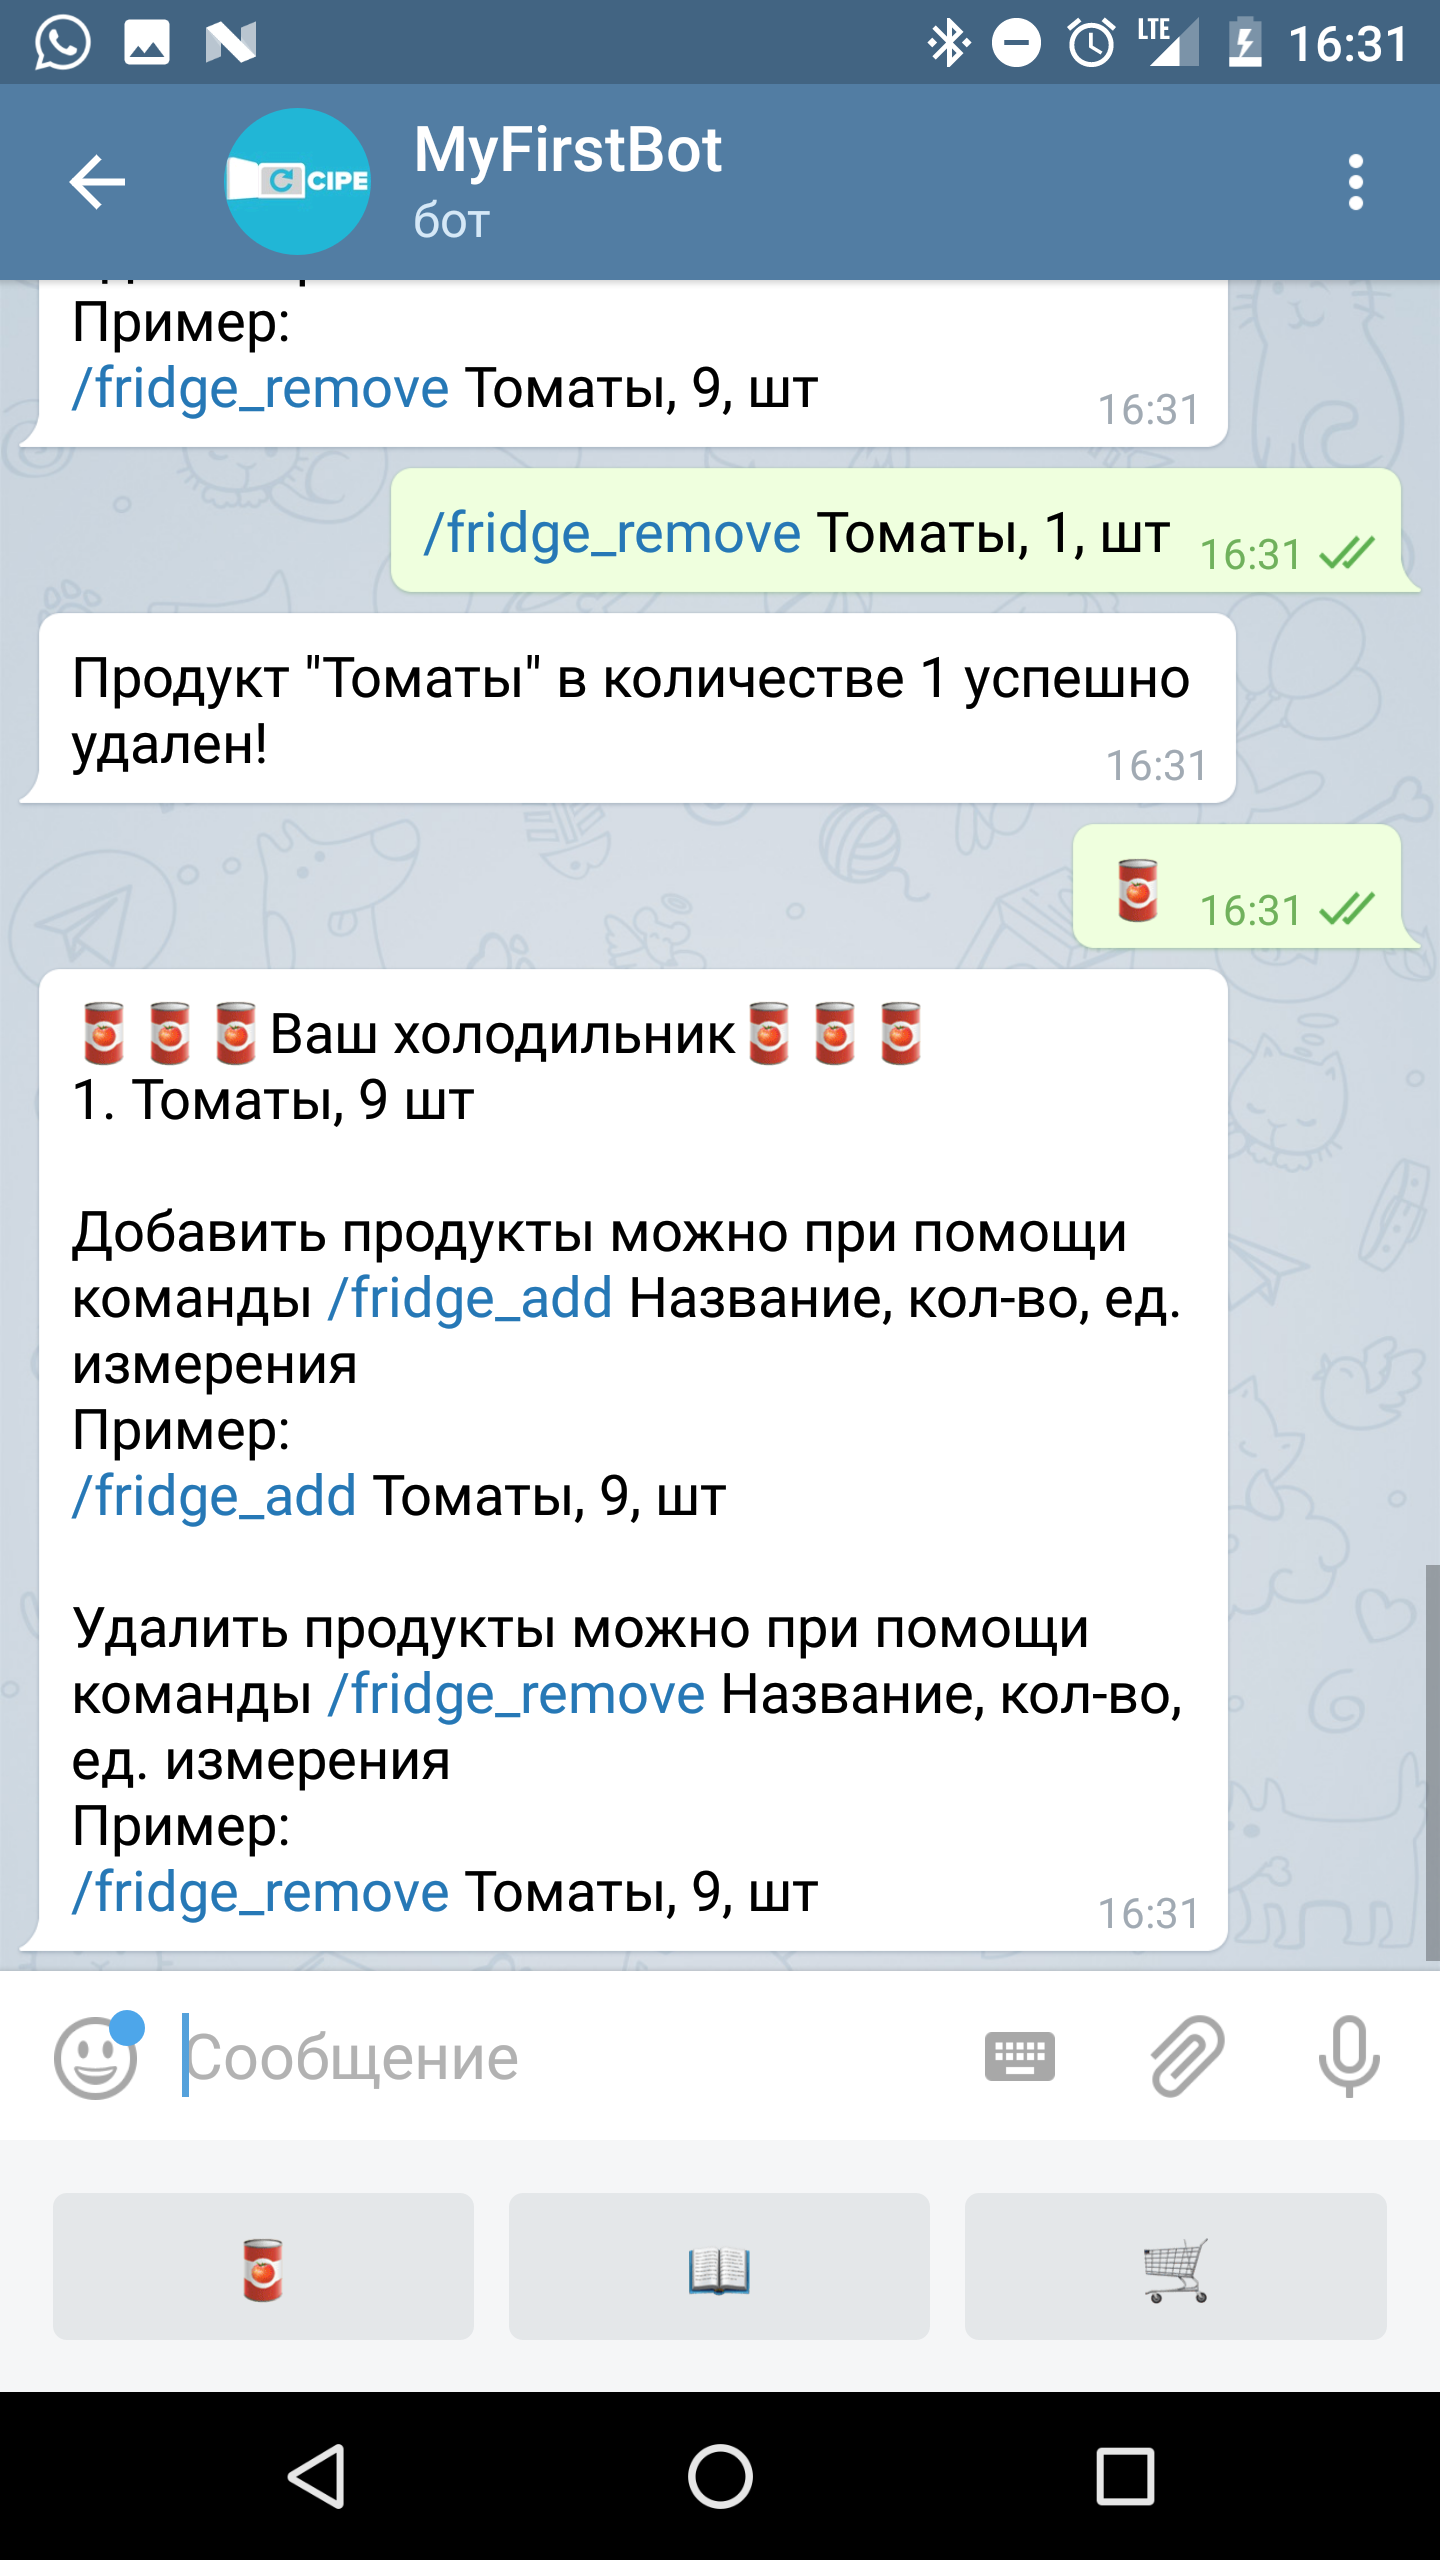 LTE 16:31
CIPE
MyFirstBot
бот
Пример:
/fridge_remove Томаты, 9, шт
16:31
/fridge_remove Томаты, 1, шт 16:31
Продукт "Томаты" в количестве 1 успешно
удален!
16:31
16:31
Ваш холодильник
1. Томаты, 9 шт
Добавить продукты можно при помощи
команды /fridge_add Название, кол-во, ед.
измерения
Пример:
/fridge_add Томаты, 9, шт
Удалить продукты можно при помощи
команды /fridge_remove Название, кол-во,
ед. измерения
Пример:
/fridge_remove Томаты, 9, шт
16:31
Сообщение